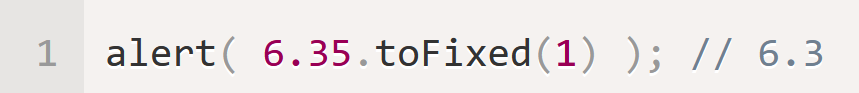 1 alert( 6.35.toFixed(1) ); // 6.3